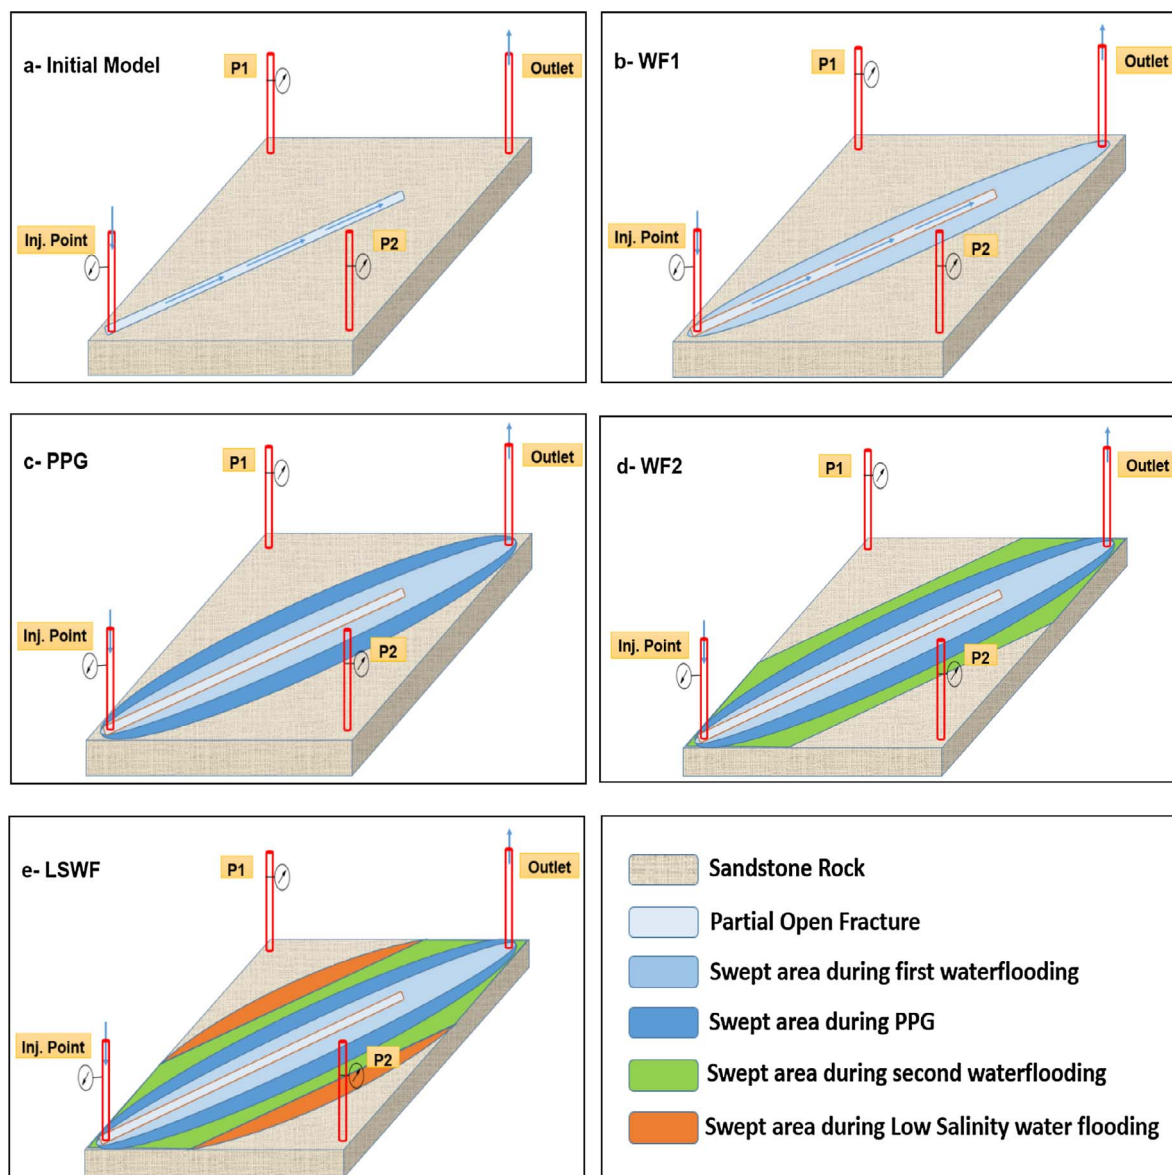 a- Initial Model
P1
Outlet
Inj. Point
P2
b- WF1
P1
Outlet
Inj. Point
P2
c- PPG
P1
Outlet
Inj. Point
P2
d- WF2
P1
Outlet
Inj. Point
P2
e- LSWF
P1
Outlet
Inj. Point
P2
Sandstone Rock
Partial Open Fracture
Swept area during first waterflooding
Swept area during PPG
Swept area during second waterflooding
Swept area during Low Salinity water flooding